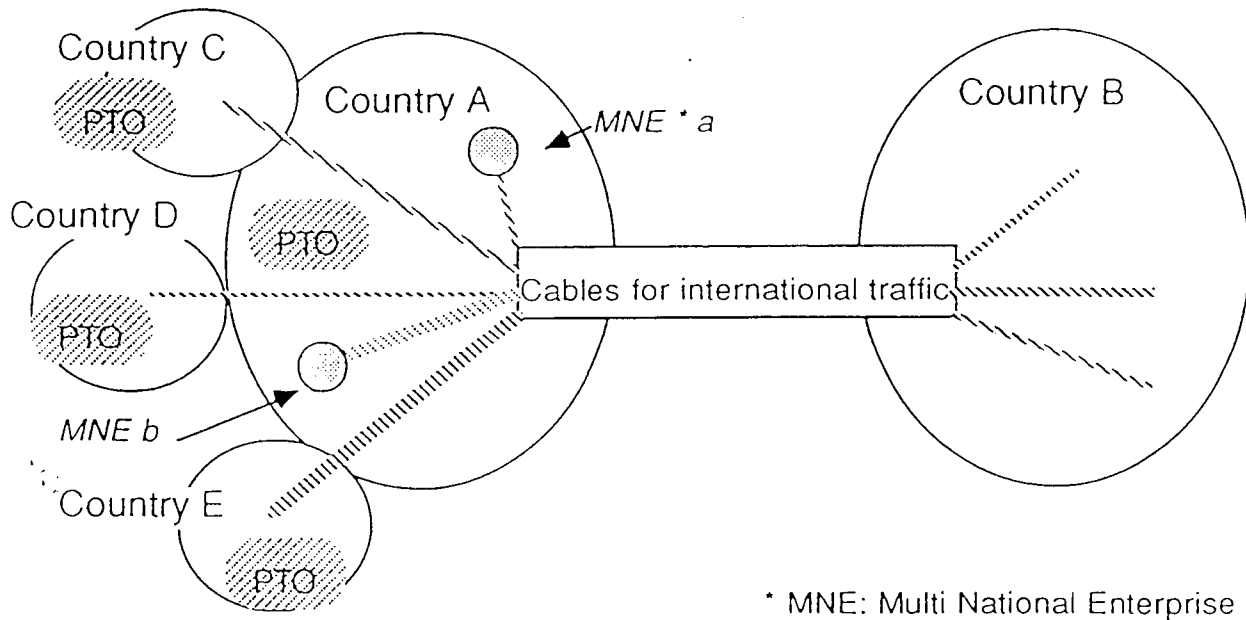 Country C
PTO
Country A
MNE * a
Country B
Country D
PTO
PTO
Cables for international traffic
MNE b
Country E
PTO
* MNE: Multi National Enterprise